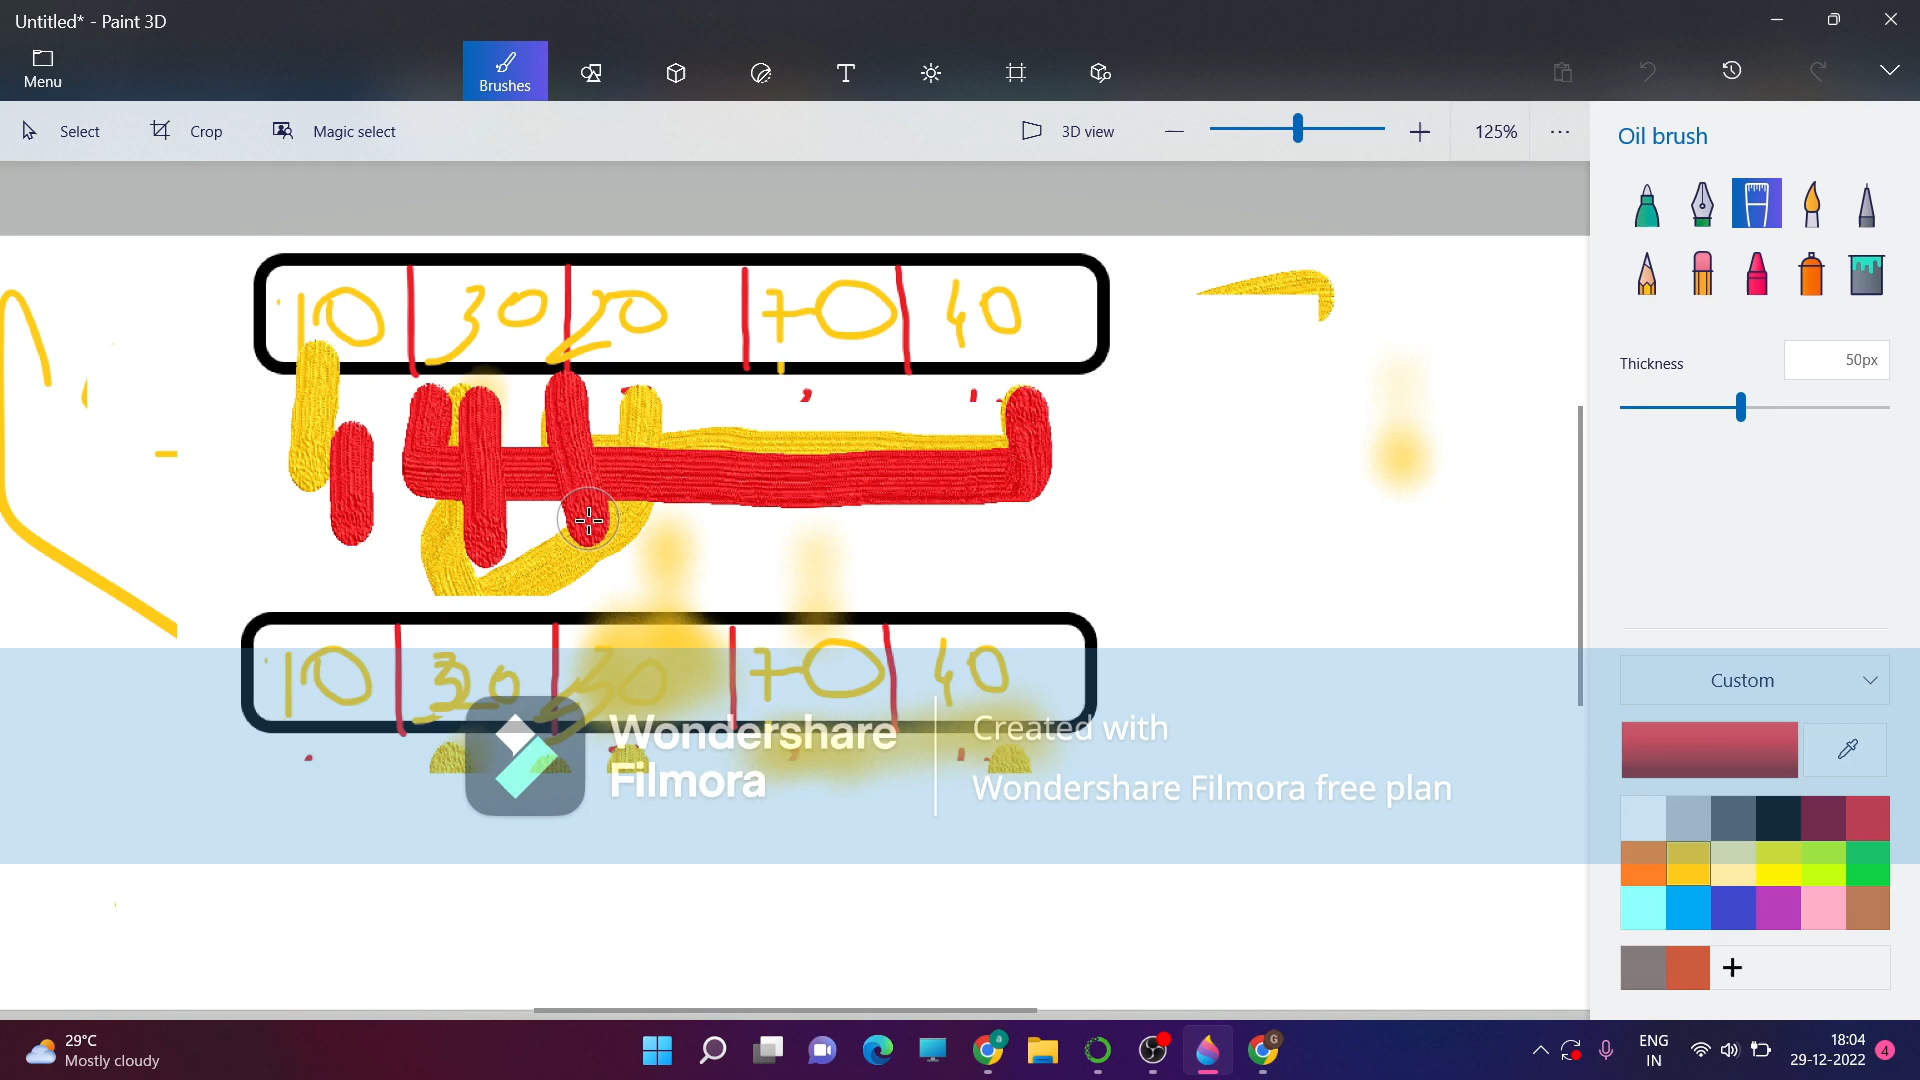 Untitled* - Paint 3D
Menu
Brushes
Select
Crop
Magic select
3D view
125%
Oil brush
Thickness
50px
10 30 20 70 40
10 30 70 40
Custom
Wondershare
Filmora
Created with
Wondershare Filmora free plan
29°C
Mostly cloudy
ENG
IN
18:04
29-12-2022
4